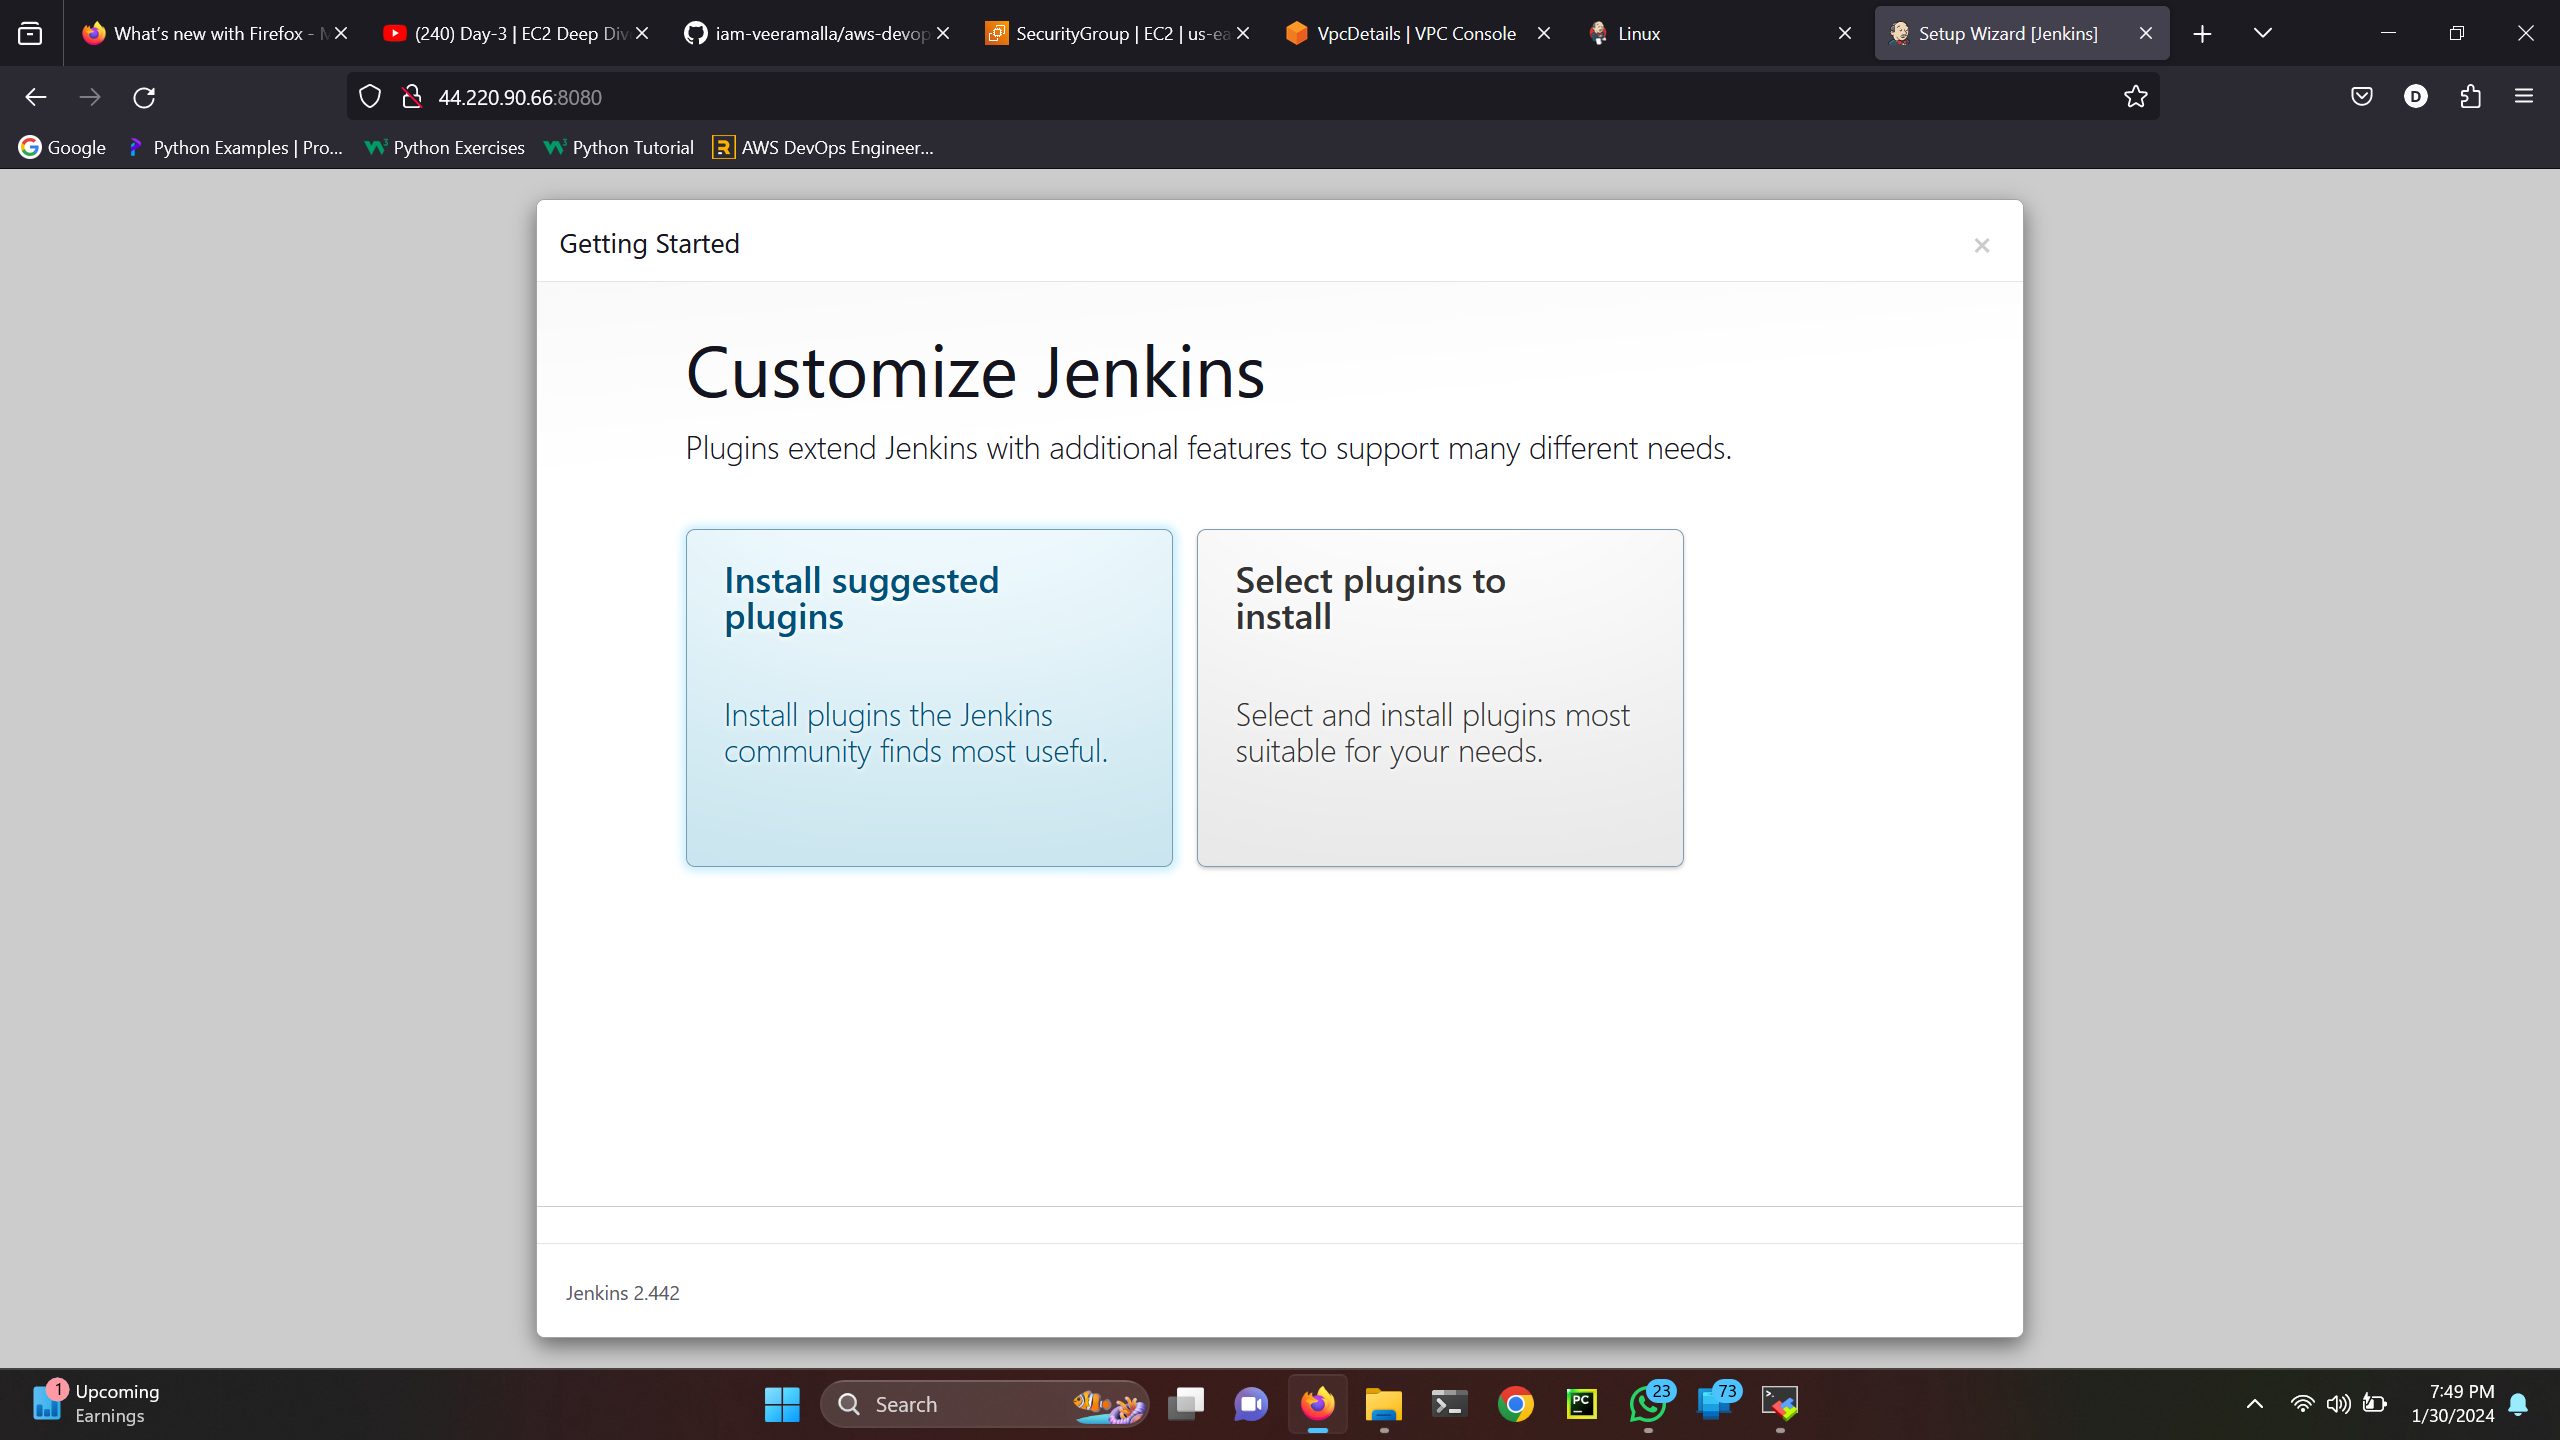 What's new with Firefox - M
(240) Day-3 | EC2 Deep Div
iam-veeramalla/aws-devop
SecurityGroup | EC2 | us-ea
VpcDetails | VPC Console
Linux
Setup Wizard [Jenkins]
44.220.90.66:8080
D
Google
Python Examples | Pro...
Python Exercises
Python Tutorial
AWS DevOps Engineer...
Getting Started
Customize Jenkins
Plugins extend Jenkins with additional features to support many different needs.
Install suggested
plugins
Install plugins the Jenkins
community finds most useful.
Select plugins to
install
Select and install plugins most
suitable for your needs.
Jenkins 2.442
1
Upcoming
Earnings
Search
PC
23
73
7:49 PM
1/30/2024